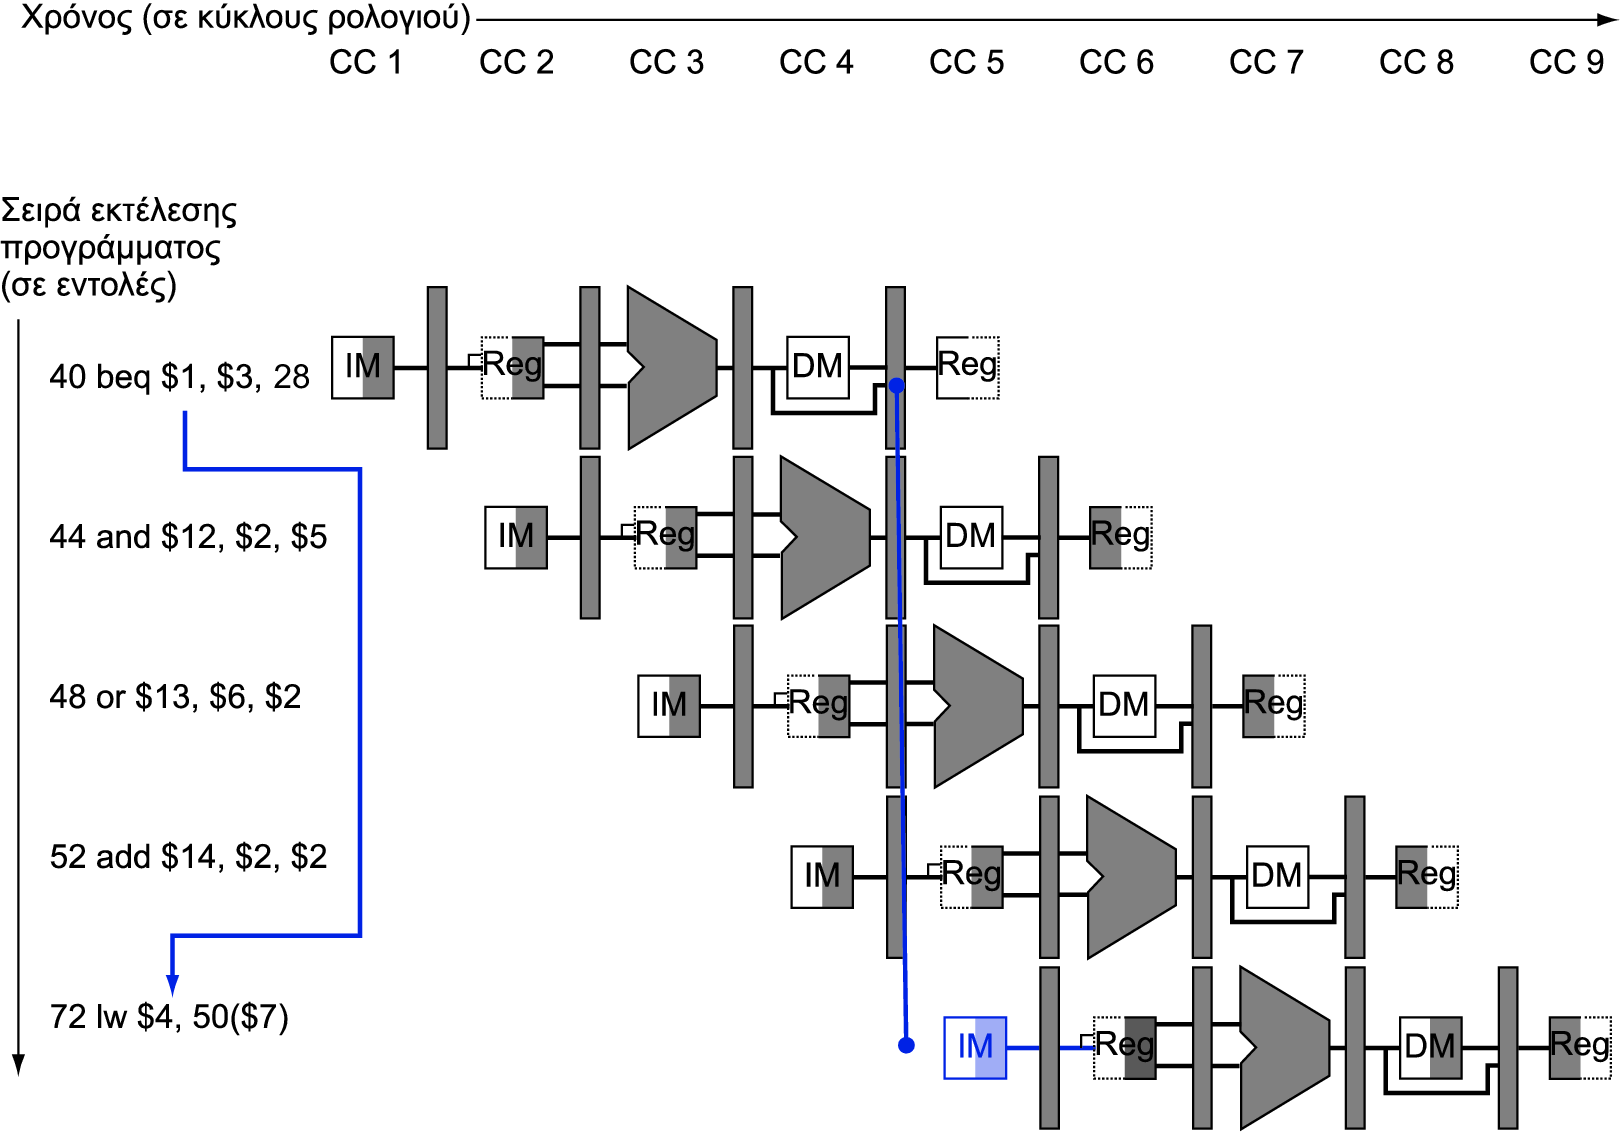 Χρόνος (σε κύκλους ρολογιού)
CC 1 CC 2 CC 3 CC 4 CC 5 CC 6 CC 7 CC 8 CC 9
Σειρά εκτέλεσης
προγράμματος
(σε εντολές)
40 beq $1, $3, 28 IM Reg DM Reg
44 and $12, $2, $5 IM Reg DM Reg
48 or $13, $6, $2 IM Reg DM Reg
52 add $14, $2, $2 IM Reg DM Reg
72 lw $4, 50($7) IM Reg DM Reg